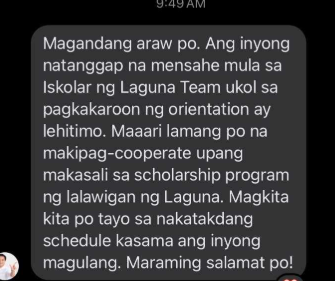 9:49 AM
Magandang araw po. Ang inyong
natanggap na mensahe mula sa
Iskolar ng Laguna Team ukol sa
pagkakaroon ng orientation ay
lehitimo. Maaari lamang po na
makipag-cooperate upang
makasali sa scholarship program
ng lalawigan ng Laguna. Magkita
kita po tayo sa nakatakdang
schedule kasama ang inyong
magulang. Maraming salamat po!